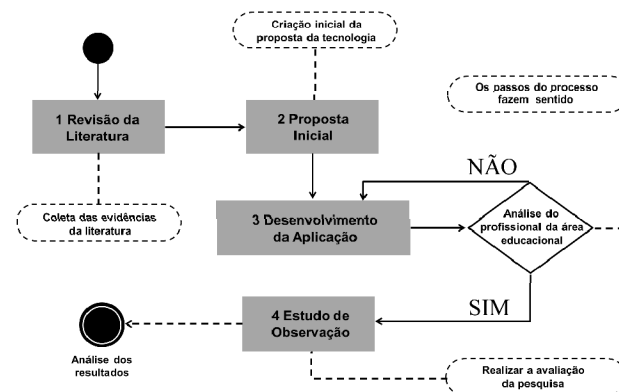 Criação inicial da
proposta da tecnologia
Os passos do processo
fazem sentido
1 Revisão da
Literatura
2 Proposta
Inicial
NÃO
Coleta das evidências
da literatura
3 Desenvolvimento
da Aplicação
Análise do
profissional da área
educacional
SIM
4 Estudo de
Observação
Análise dos
resultados
Realizar a avaliação
da pesquisa